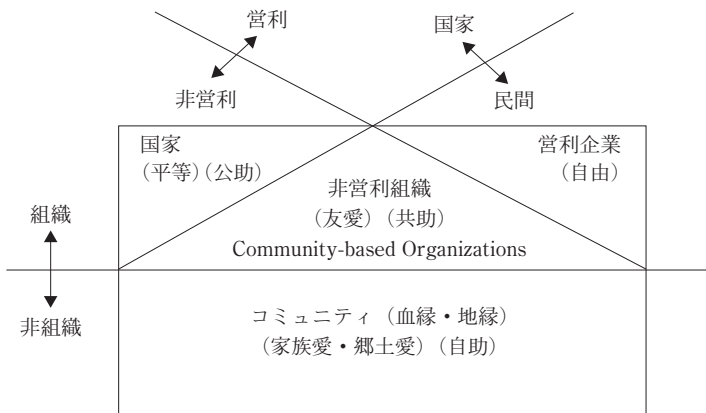 営利
国家
非営利
民間
国家
(平等)(公助)
営利企業
(自由)
非営利組織
(友愛)(共助)
Community-based Organizations
組織
非組織
コミュニティ(血縁・地縁)
(家族愛・郷土愛)(自助)